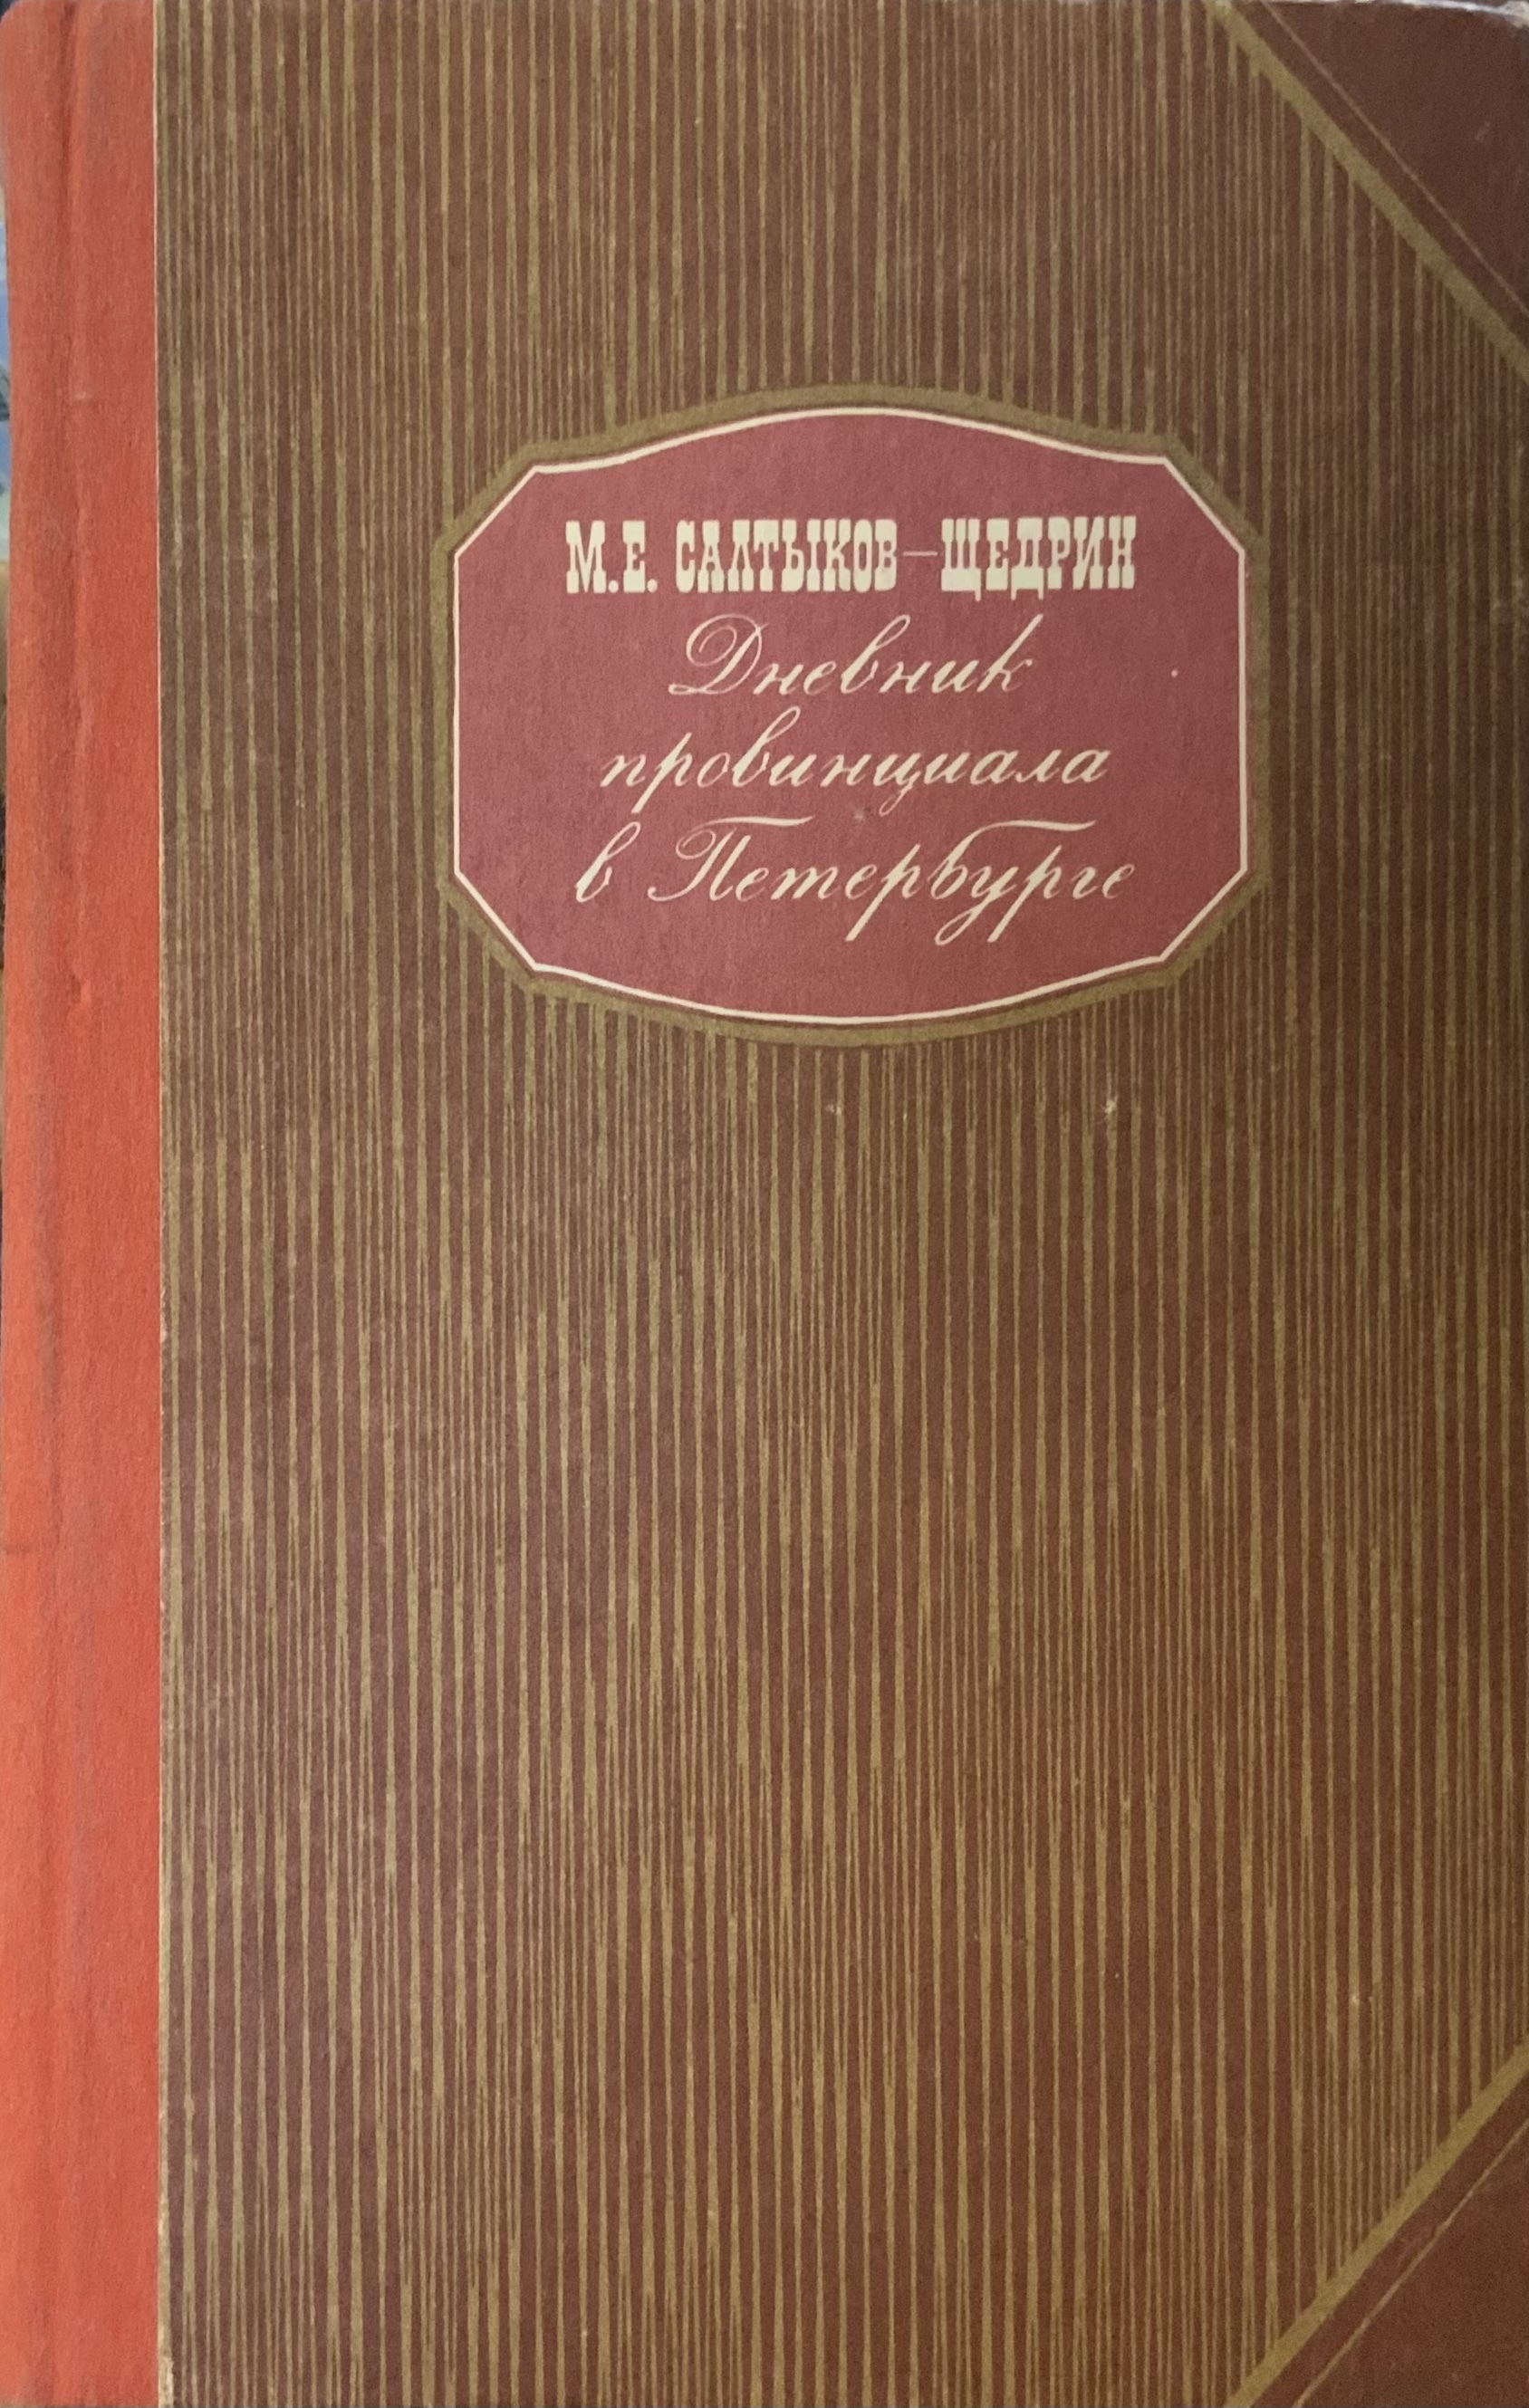 М.Е. САЛТЫКОВ—ЩЕДРИН
Дневник
провинциала
в Петербурге